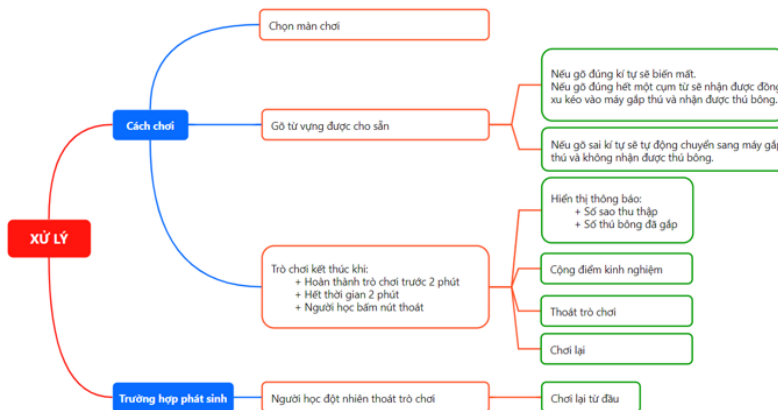 Chọn màn chơi
Nếu gõ đúng kí tự sẽ biến mất.
Nếu gõ đúng hết một cụm từ sẽ nhận được đồng
xu kéo vào máy gắp thú và nhận được thú bông.
Cách chơi
Gõ từ vựng được cho sẵn
Nếu gõ sai kí tự sẽ tự động chuyển sang máy gắp
thú và không nhận được thú bông.
Hiển thị thông báo:
+ Số sao thu thập
+ Số thú bông đã gắp
XỬ LÝ
Trò chơi kết thúc khi:
+ Hoàn thành trò chơi trước 2 phút
+ Hết thời gian 2 phút
+ Người học bấm nút thoát
Cộng điểm kinh nghiệm
Thoát trò chơi
Chơi lại
Trường hợp phát sinh
Người học đột nhiên thoát trò chơi
Chơi lại từ đầu